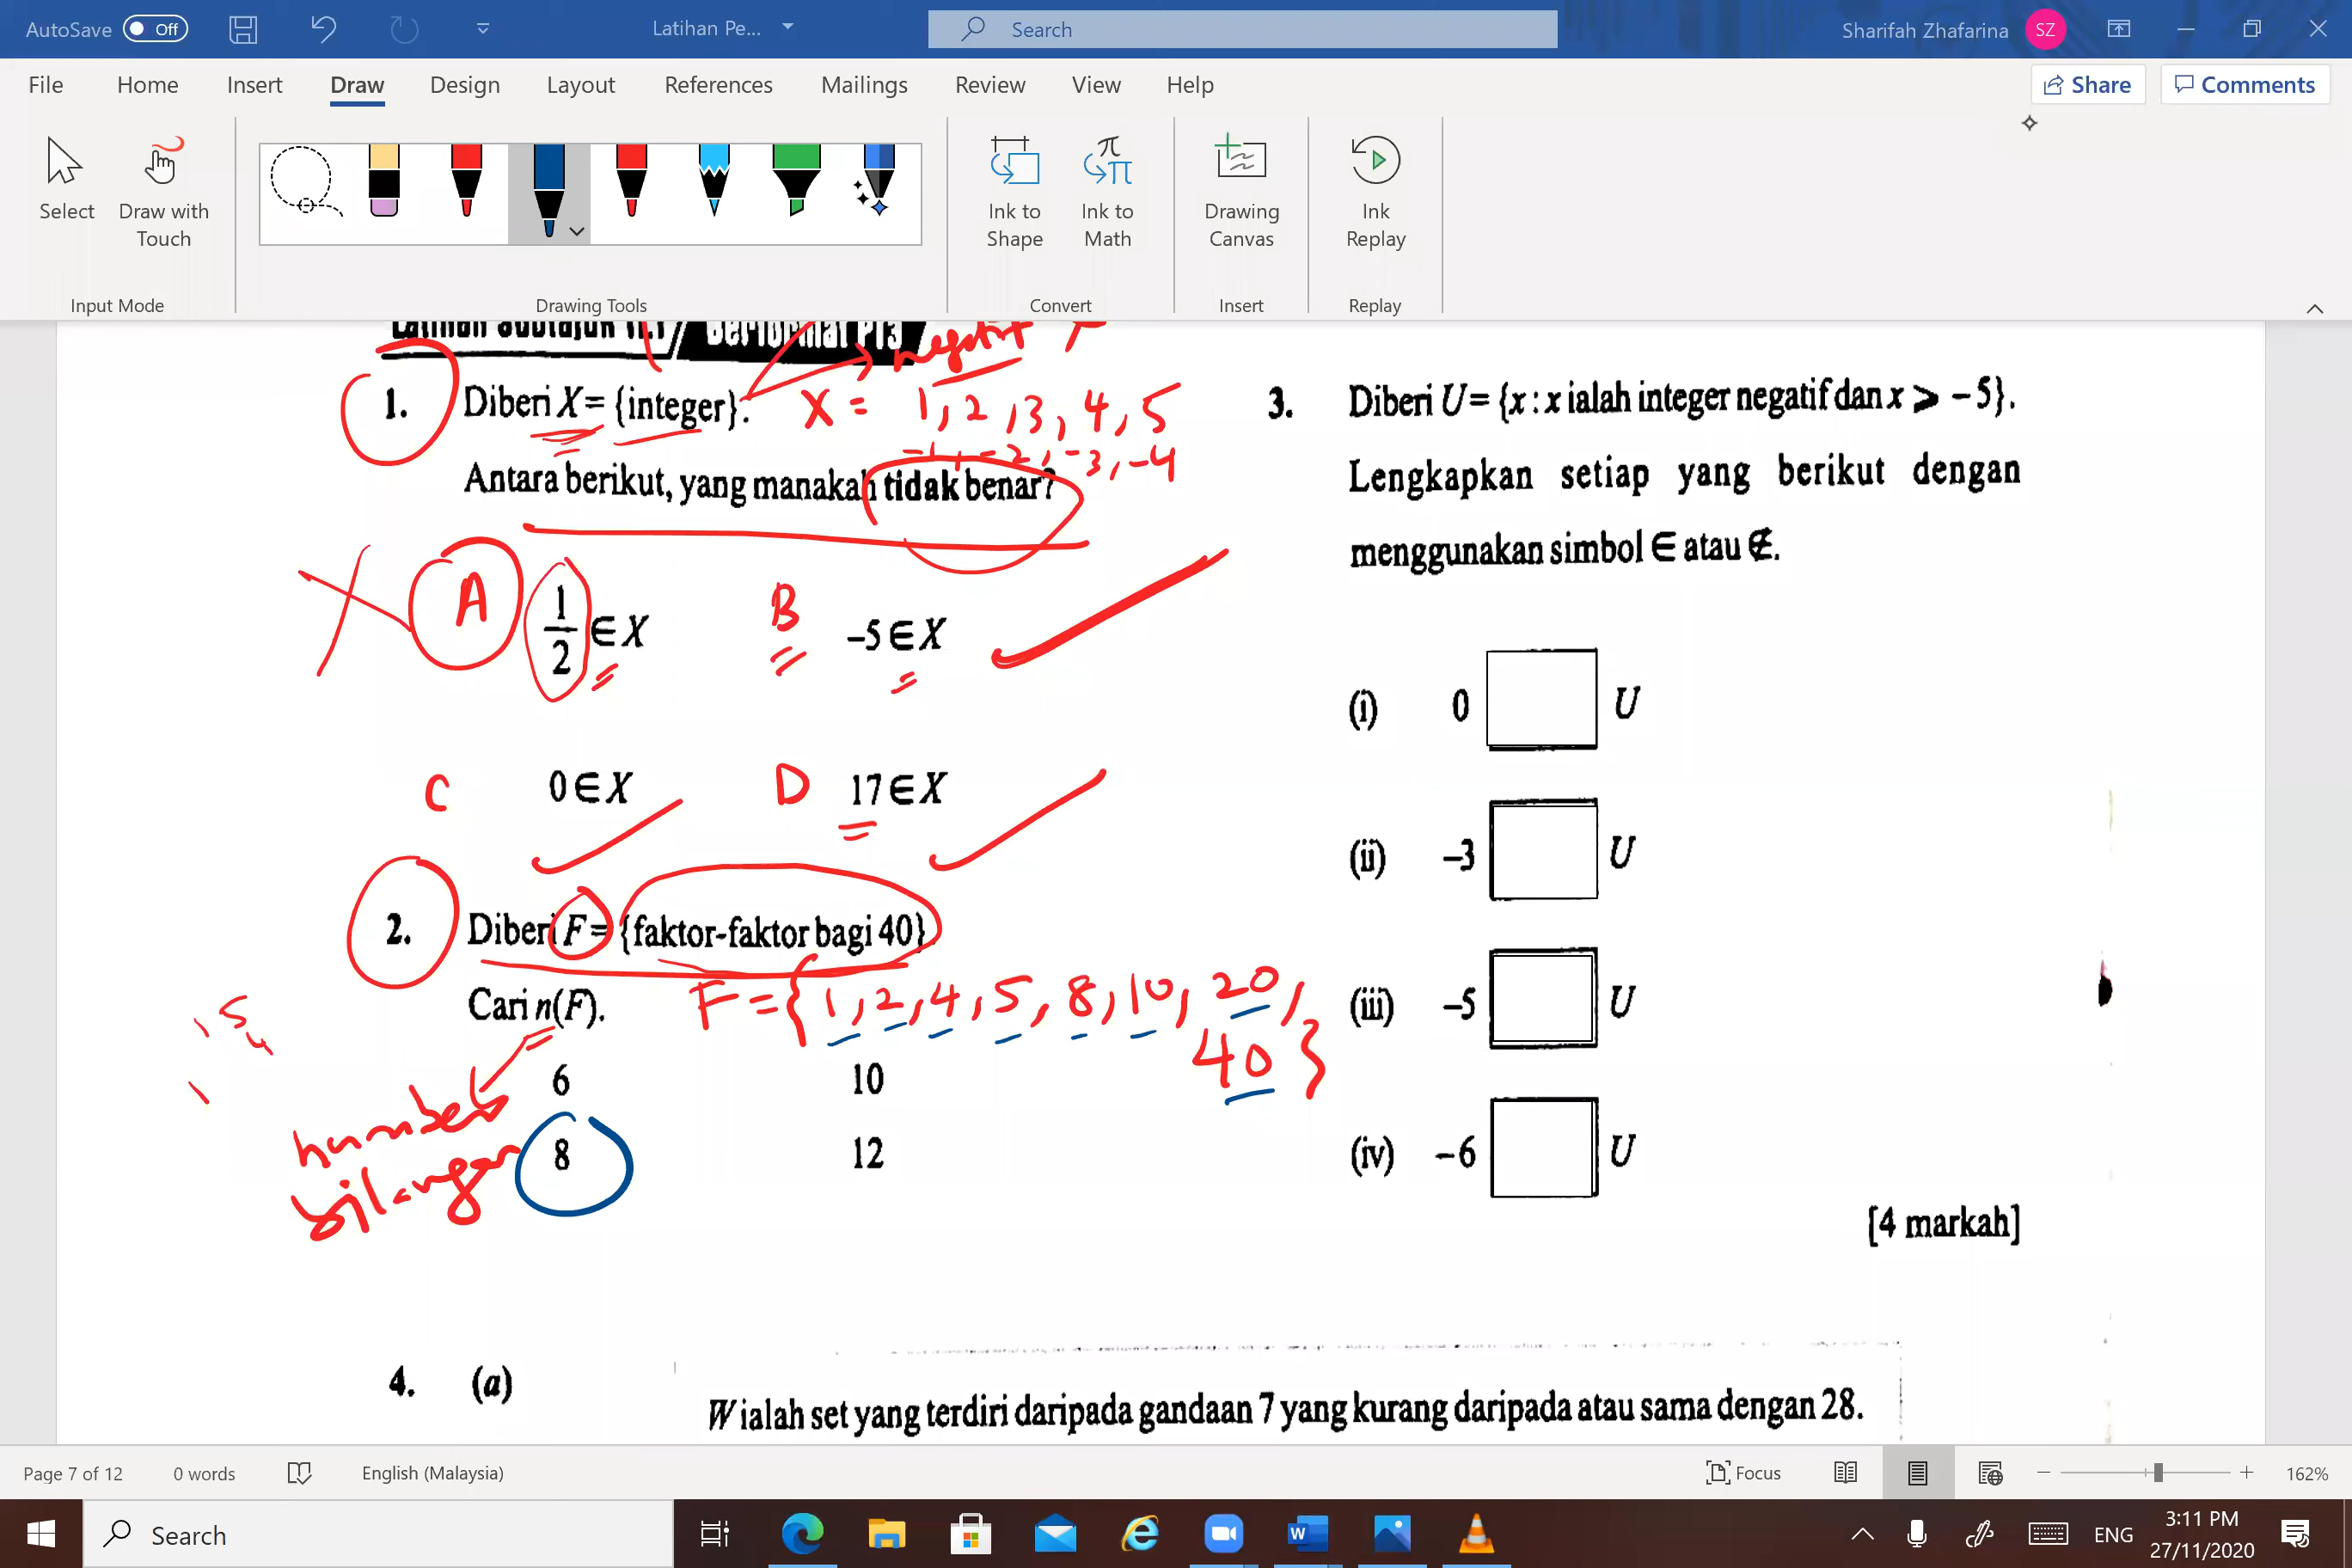 AutoSave Off Latihan Pe... Search Sharifah Zhafarina SZ
File Home Insert Draw Design Layout References Mailings Review View Help Share Comments
Select Draw with Touch Ink to Shape Ink to Math Drawing Canvas Ink Replay
Input Mode Drawing Tools Convert Insert Replay
Latihan Subtajuk 11.1 Berformat PT3 negatif
1. Diberi X = {integer}. X = 1, 2, 3, 4, 5
-1, -2, -3, -4
Antara berikut, yang manakah tidak benar?
A 1/2 ∈ X B -5 ∈ X
C 0 ∈ X D 17 ∈ X
2. Diberi F = {faktor-faktor bagi 40}
Cari n(F). F = {1, 2, 4, 5, 8, 10, 20,
40}
6 10
number
8 12
bilangan
3. Diberi U = {x : x ialah integer negatif dan x ⩾ -5}.
Lengkapkan setiap yang berikut dengan
menggunakan simbol ∈ atau ∉.
(i) 0 U
(ii) -3 U
(iii) -5 U
(iv) -6 U
[4 markah]
4. (a)
W ialah set yang terdiri daripada gandaan 7 yang kurang daripada atau sama dengan 28.
Page 7 of 12 0 words English (Malaysia) Focus 162%
Search ENG 3:11 PM
27/11/2020